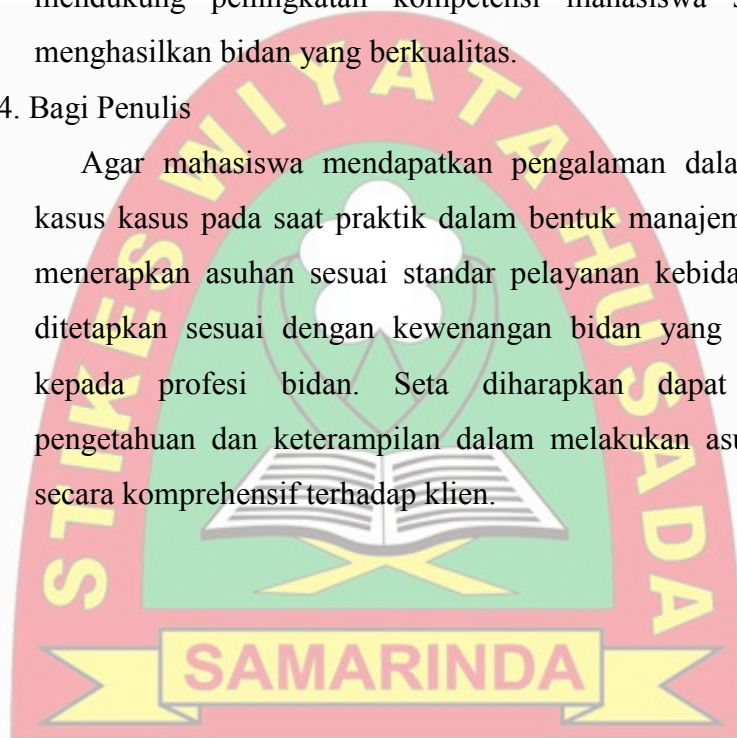 mendukung peningkatan kompetensi mahasiswa s
menghasilkan bidan yang berkualitas.
4. Bagi Penulis
Agar mahasiswa mendapatkan pengalaman dala
kasus kasus pada saat praktik dalam bentuk manajem
menerapkan asuhan sesuai standar pelayanan kebida
ditetapkan sesuai dengan kewenangan bidan yang
kepada profesi bidan. Seta diharapkan dapat
pengetahuan dan keterampilan dalam melakukan asu
secara komprehensif terhadap klien.
STIKES WIYATA HUSADA
SAMARINDA